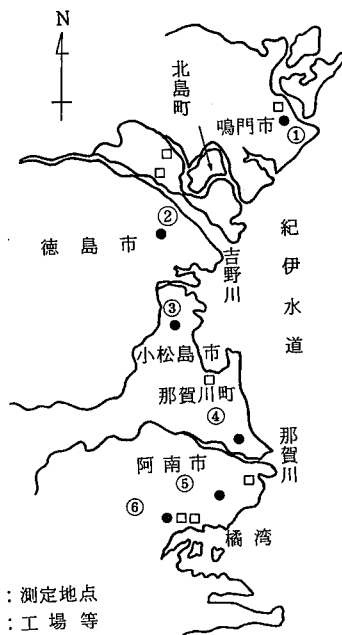 N
北島町
鳴門市
①
②
徳島市
吉野川
紀伊水道
③
小松島市
那賀川町
④
那賀川
阿南市
⑤
⑥
橘湾
：測定地点
：工場等